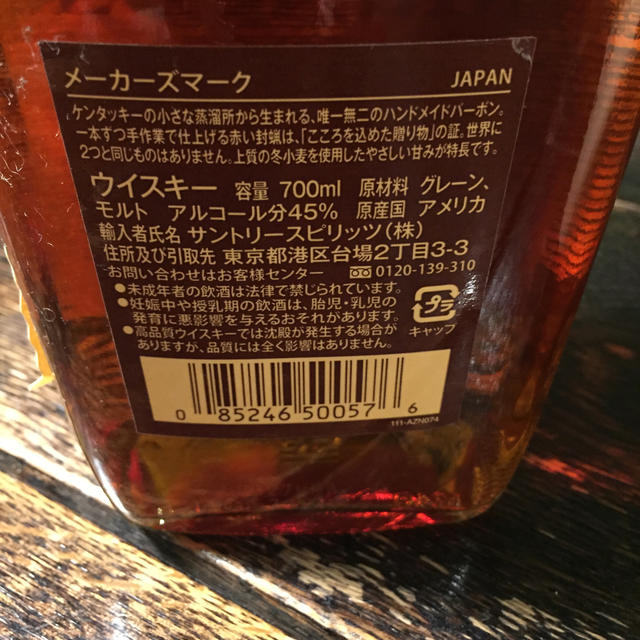 メーカーズマーク JAPAN
ケンタッキーの小さな蒸溜所から生まれる、唯一無二のハンドメイドバーボン。
一本ずつ手作業で仕上げる赤い封蝋は、「こころを込めた贈り物」の証。世界に
2つと同じものはありません。上質の冬小麦を使用したやさしい甘みが特長です。
ウイスキー 容量 700ml 原材料 グレーン、
モルト アルコール分45% 原産国 アメリカ
輸入者氏名 サントリースピリッツ(株)
住所及び引取先 東京都港区台場2丁目3-3
お問い合わせはお客様センター 0120-139-310
●未成年者の飲酒は法律で禁じられています。
●妊娠中や授乳期の飲酒は、胎児・乳児の
発育に悪影響を与えるおそれがあります。
●高品質ウイスキーでは沈殿が発生する場合が
ありますが、品質には全く影響はありません。
プラ
キャップ
0 85246 50057 6
111-AZN074